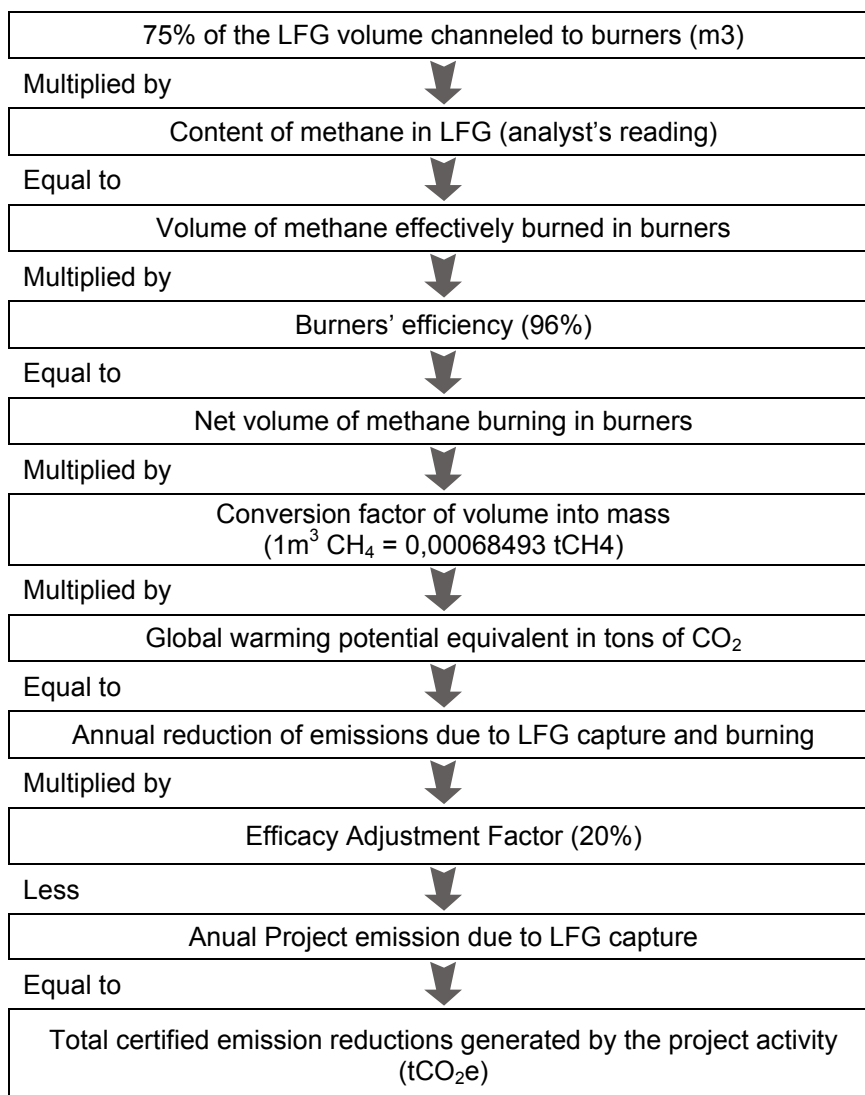 75% of the LFG volume channeled to burners (m3)
Multiplied by
Content of methane in LFG (analyst's reading)
Equal to
Volume of methane effectively burned in burners
Multiplied by
Burners' efficiency (96%)
Equal to
Net volume of methane burning in burners
Multiplied by
Conversion factor of volume into mass
(1m³ CH₄ = 0,00068493 tCH4)
Multiplied by
Global warming potential equivalent in tons of CO₂
Equal to
Annual reduction of emissions due to LFG capture and burning
Multiplied by
Efficacy Adjustment Factor (20%)
Less
Anual Project emission due to LFG capture
Equal to
Total certified emission reductions generated by the project activity
(tCO₂e)